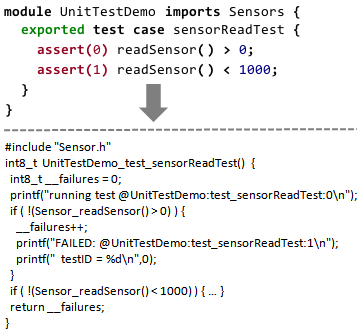 module UnitTestDemo imports Sensors {
exported test case sensorReadTest {
assert(0) readSensor() > 0;
assert(1) readSensor() < 1000;
}
}
#include "Sensor.h"
int8_t UnitTestDemo_test_sensorReadTest() {
int8_t __failures = 0;
printf("running test @UnitTestDemo:test_sensorReadTest:0\n");
if ( !(Sensor_readSensor() > 0) ) {
__failures++;
printf("FAILED: @UnitTestDemo:test_sensorReadTest:1\n");
printf(" testID = %d\n",0);
}
if ( !(Sensor_readSensor() < 1000) ) { ... }
return __failures;
}